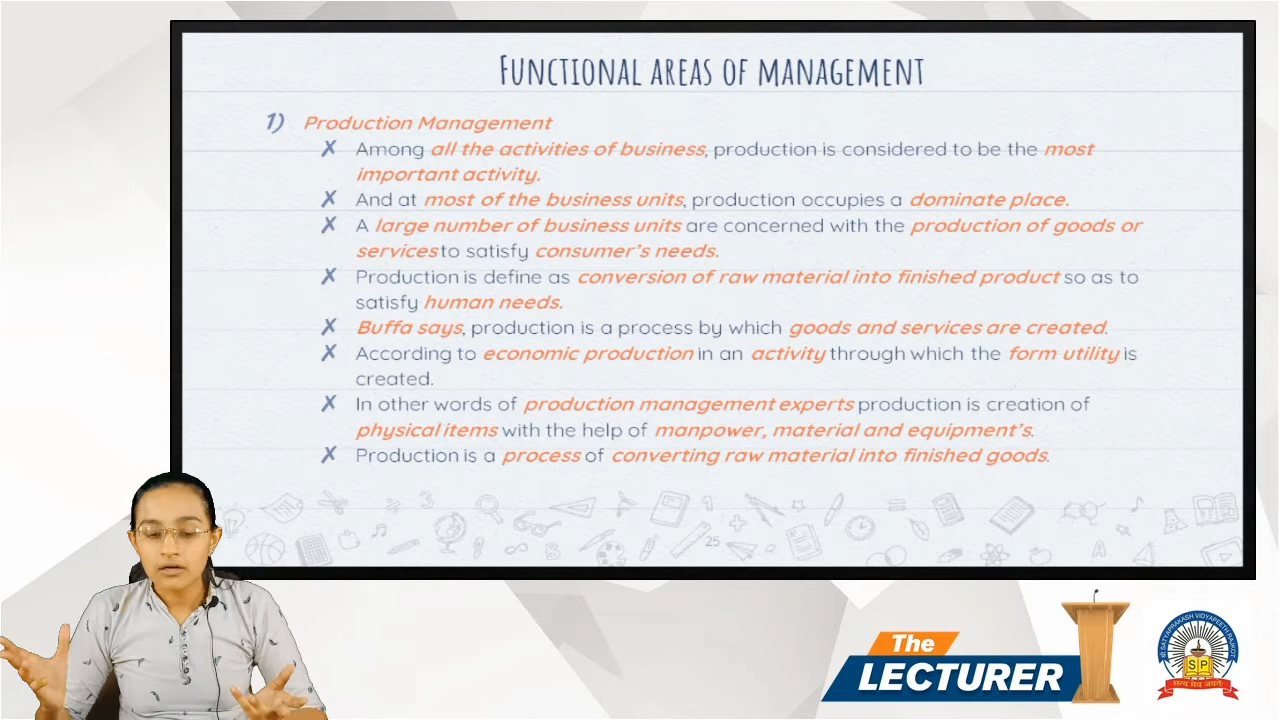 FUNCTIONAL AREAS OF MANAGEMENT
1) Production Management
✗ Among all the activities of business, production is considered to be the most
important activity.
✗ And at most of the business units, production occupies a dominate place.
✗ A large number of business units are concerned with the production of goods or
services to satisfy consumer's needs.
✗ Production is define as conversion of raw material into finished product so as to
satisfy human needs.
✗ Buffa says, production is a process by which goods and services are created.
✗ According to economic production in an activity through which the form utility is
created.
✗ In other words of production management experts production is creation of
physical items with the help of manpower, material and equipment's.
✗ Production is a process of converting raw material into finished goods.
25
The
LECTURER
SP
सत्य मेव जयते